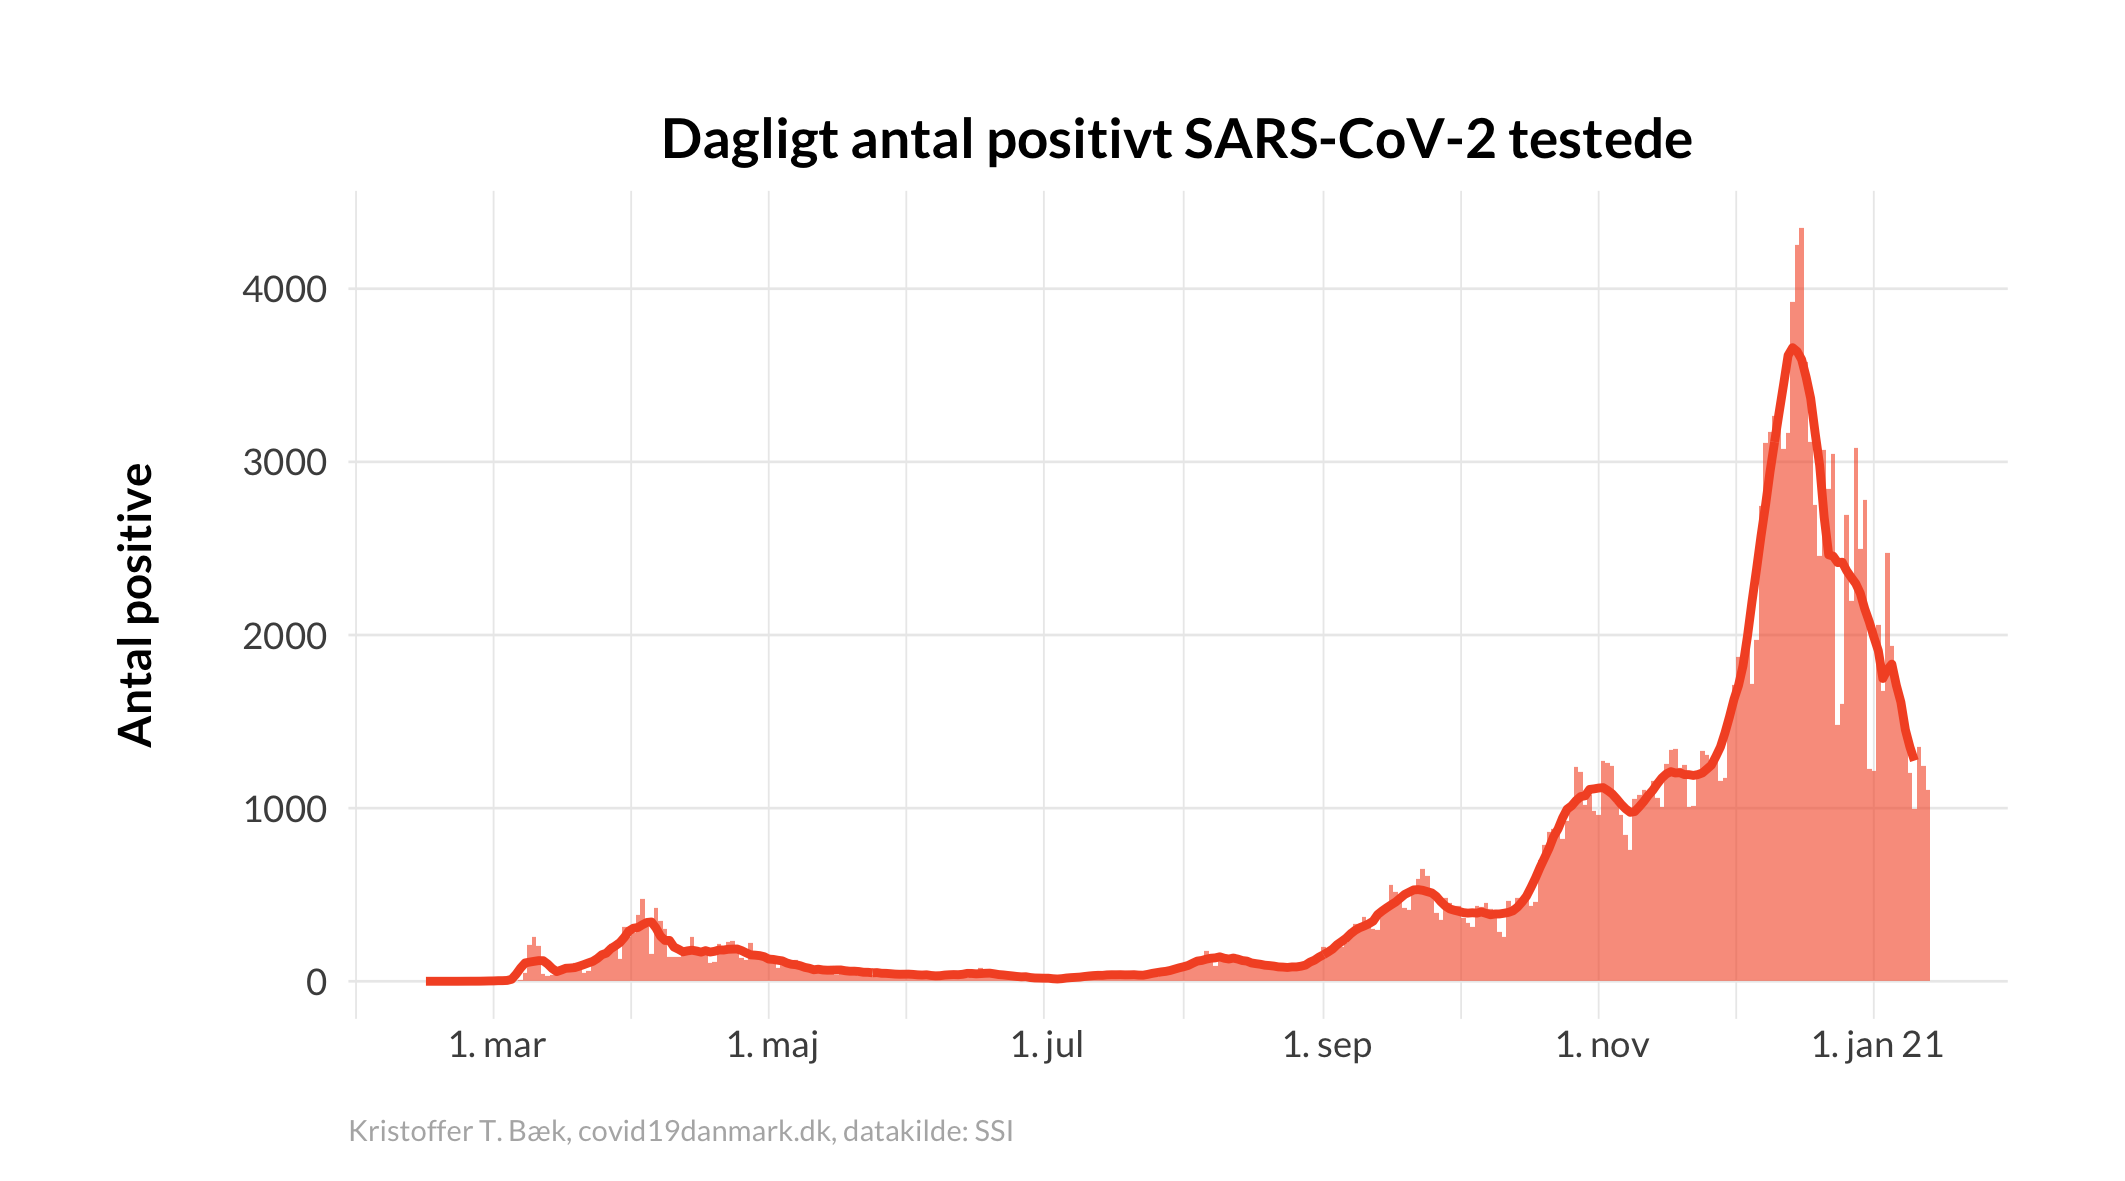 Dagligt antal positivt SARS-CoV-2 testede
Antal positive
4000
3000
2000
1000
0
1. mar
1. maj
1. jul
1. sep
1. nov
1. jan 21
Kristoffer T. Bæk, covid19danmark.dk, datakilde: SSI